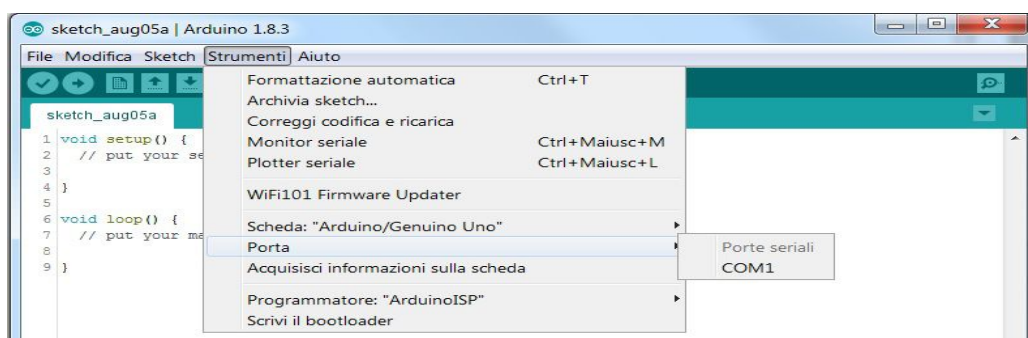 sketch_aug05a | Arduino 1.8.3
File Modifica Sketch Strumenti Aiuto
sketch_aug05a
Formattazione automatica Ctrl+T
Archivia sketch...
Correggi codifica e ricarica
Monitor seriale Ctrl+Maiusc+M
Plotter seriale Ctrl+Maiusc+L
WiFi101 Firmware Updater
Scheda: "Arduino/Genuino Uno"
Porta
Acquisisci informazioni sulla scheda
Programmatore: "ArduinoISP"
Scrivi il bootloader
Porte seriali
COM1
1 void setup() {
2 // put your se
3
4 }
5
6 void loop() {
7 // put your ma
8
9 }